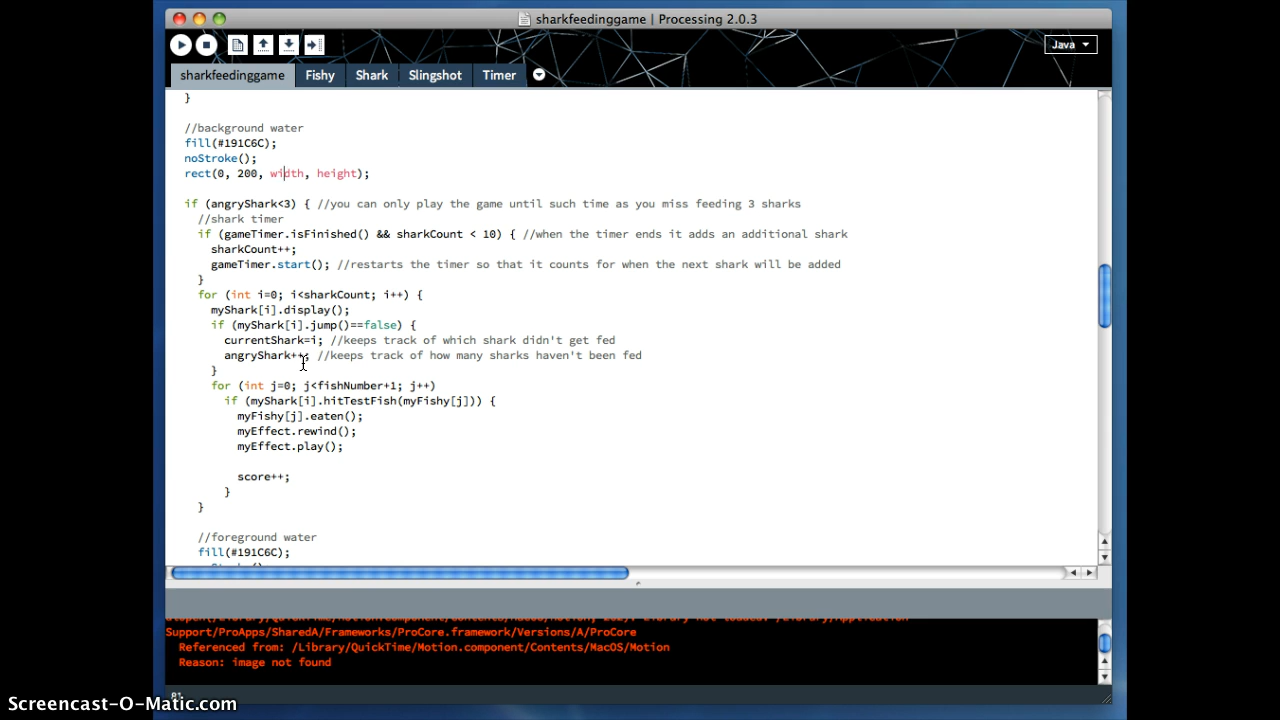 sharkfeedinggame | Processing 2.0.3
Java
sharkfeedinggame Fishy Shark Slingshot Timer
}
//background water
fill(#191C6C);
noStroke();
rect(0, 200, width, height);
if (angryShark<3) { //you can only play the game until such time as you miss feeding 3 sharks
//shark timer
if (gameTimer.isFinished() && sharkCount < 10) { //when the timer ends it adds an additional shark
sharkCount++;
gameTimer.start(); //restarts the timer so that it counts for when the next shark will be added
}
for (int i=0; i<sharkCount; i++) {
myShark[i].display();
if (myShark[i].jump()==false) {
currentShark=i; //keeps track of which shark didn't get fed
angryShark++; //keeps track of how many sharks haven't been fed
}
for (int j=0; j<fishNumber+1; j++)
if (myShark[i].hitTestFish(myFishy[j])) {
myFishy[j].eaten();
myEffect.rewind();
myEffect.play();
score++;
}
}
//foreground water
fill(#191C6C);
Support/ProApps/SharedA/Frameworks/ProCore.framework/Versions/A/ProCore
Referenced from: /Library/QuickTime/Motion.component/Contents/MacOS/Motion
Reason: image not found
Screencast-O-Matic.com